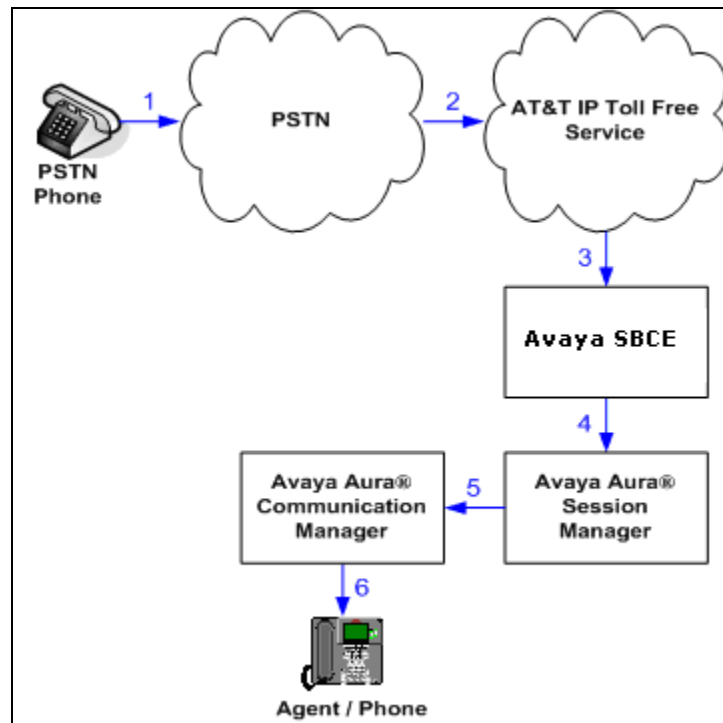 1
2
PSTN
AT&T IP Toll Free
Service
PSTN
Phone
3
Avaya SBCE
4
Avaya Aura®
Communication
Manager
5
Avaya Aura®
Session
Manager
6
Agent / Phone